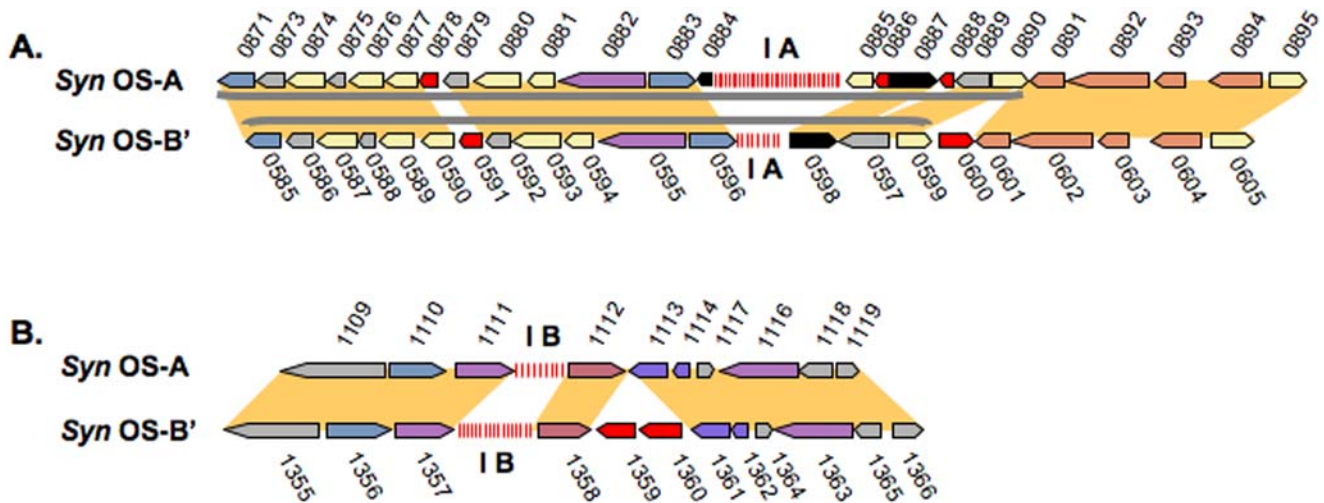 A.
0871 0873 0874 0875 0876 0877 0878 0879 0880 0881 0882 0883 0884 I A 0885 0886 0887 0888 0889 0890 0891 0892 0893 0894 0895
Syn OS-A
Syn OS-B'
0585 0586 0587 0588 0589 0590 0591 0592 0593 0594 0595 0596 I A 0598 0597 0599 0600 0601 0602 0603 0604 0605
B.
1109 1110 1111 I B 1112 1113 1114 1117 1116 1118 1119
Syn OS-A
Syn OS-B'
1355 1356 1357 I B 1358 1359 1360 1361 1362 1364 1363 1365 1366